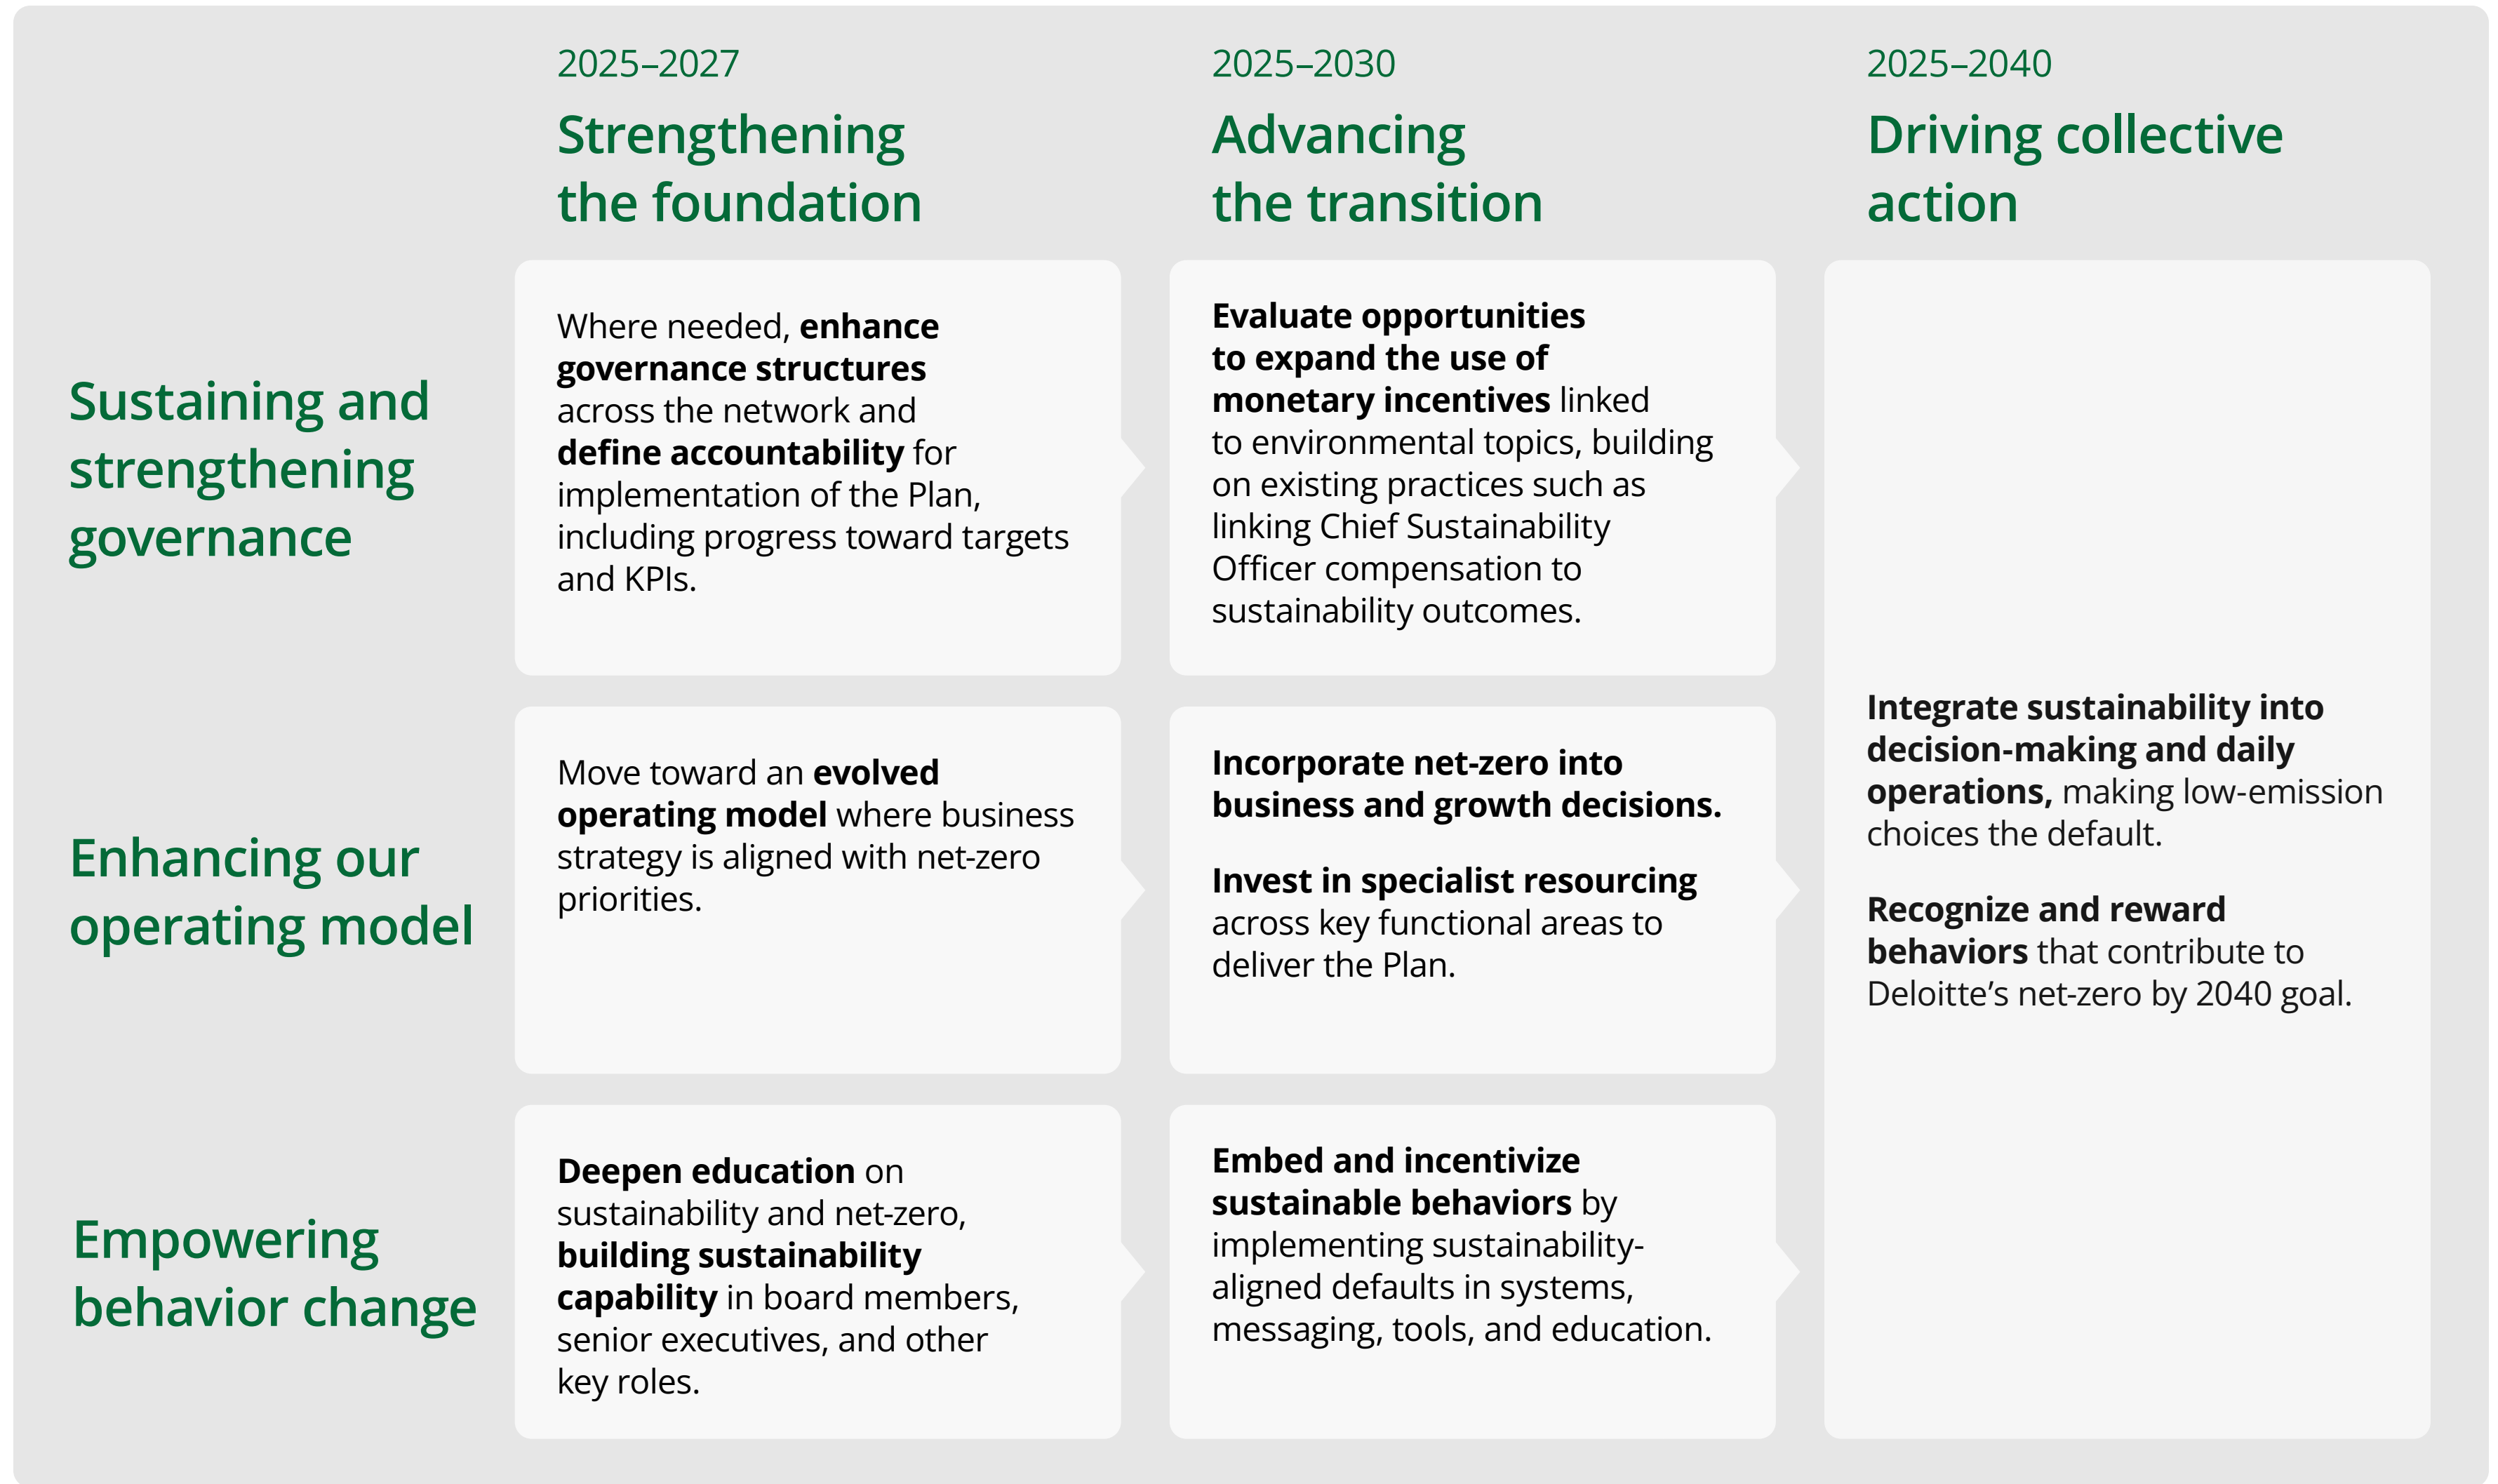 2025–2027
Strengthening
the foundation
2025–2030
Advancing
the transition
2025–2040
Driving collective
action
Sustaining and
strengthening
governance
Where needed, enhance
governance structures
across the network and
define accountability for
implementation of the Plan,
including progress toward targets
and KPIs.
Evaluate opportunities
to expand the use of
monetary incentives linked
to environmental topics, building
on existing practices such as
linking Chief Sustainability
Officer compensation to
sustainability outcomes.
Enhancing our
operating model
Move toward an evolved
operating model where business
strategy is aligned with net-zero
priorities.
Incorporate net-zero into
business and growth decisions.
Invest in specialist resourcing
across key functional areas to
deliver the Plan.
Empowering
behavior change
Deepen education on
sustainability and net-zero,
building sustainability
capability in board members,
senior executives, and other
key roles.
Embed and incentivize
sustainable behaviors by
implementing sustainability-
aligned defaults in systems,
messaging, tools, and education.
Integrate sustainability into
decision-making and daily
operations, making low-emission
choices the default.
Recognize and reward
behaviors that contribute to
Deloitte’s net-zero by 2040 goal.